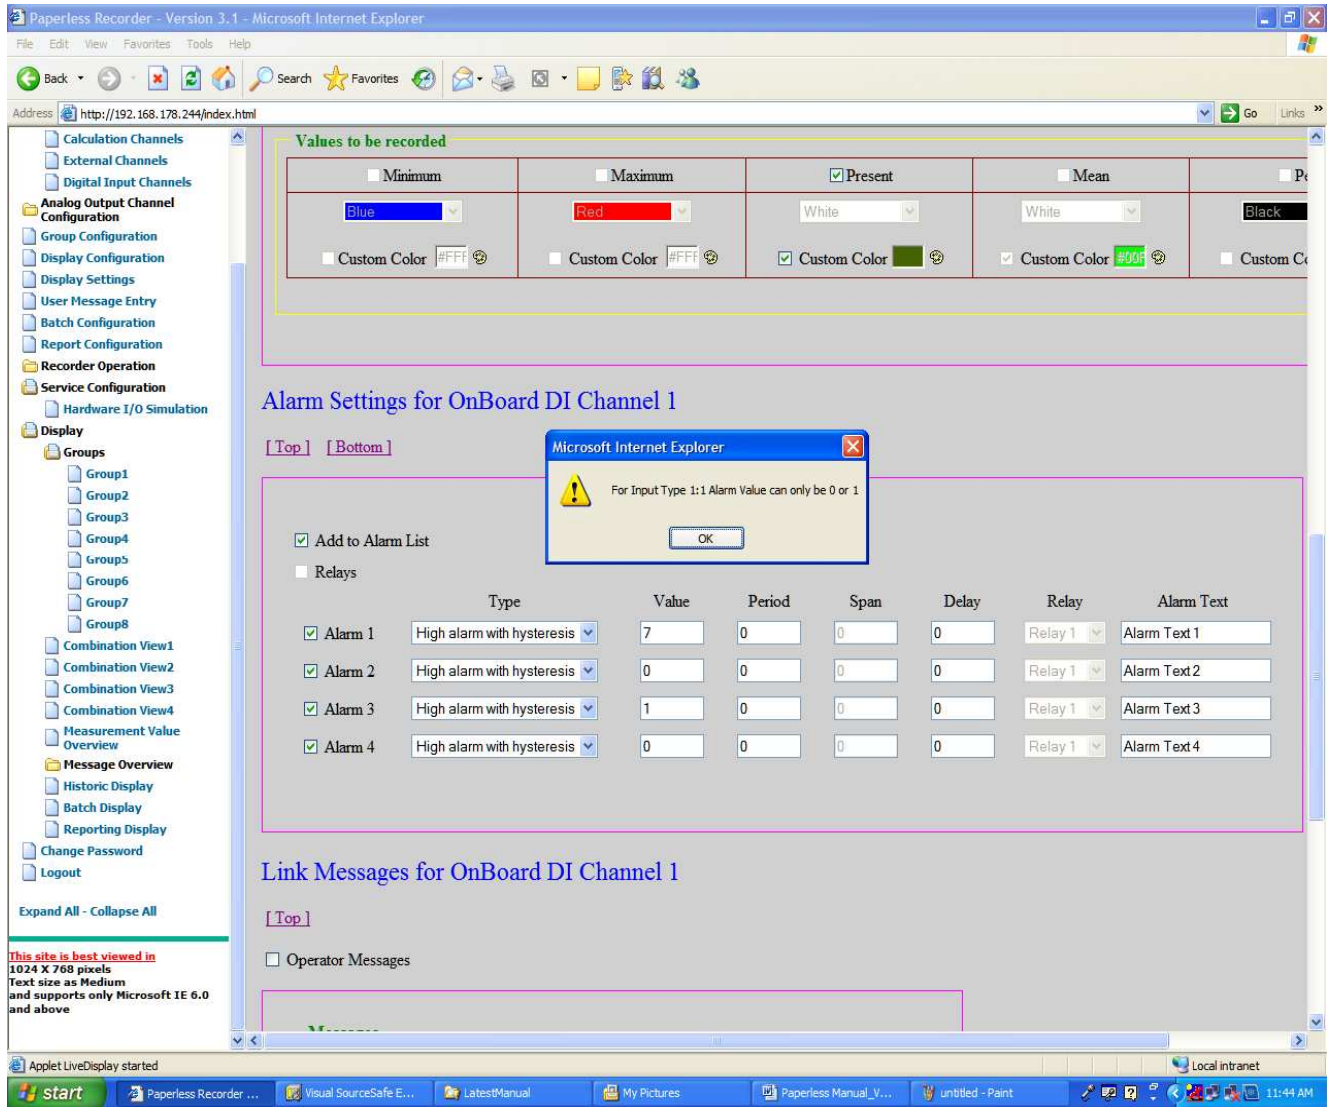 Paperless Recorder - Version 3.1 - Microsoft Internet Explorer
File Edit View Favorites Tools Help
Back Search Favorites
Address http://192.168.178.244/index.html Go Links »
Calculation Channels
External Channels
Digital Input Channels
Analog Output Channel
Configuration
Group Configuration
Display Configuration
Display Settings
User Message Entry
Batch Configuration
Report Configuration
Recorder Operation
Service Configuration
Hardware I/O Simulation
Display
Groups
Group1
Group2
Group3
Group4
Group5
Group6
Group7
Group8
Combination View1
Combination View2
Combination View3
Combination View4
Measurement Value
Overview
Message Overview
Historic Display
Batch Display
Reporting Display
Change Password
Logout
Expand All - Collapse All
This site is best viewed in
1024 X 768 pixels
Text size as Medium
and supports only Microsoft IE 6.0
and above
Values to be recorded
Minimum Maximum Present Mean Pe
Blue Red White White Black
Custom Color #FFF Custom Color #FFF Custom Color Custom Color #00F Custom Co
Alarm Settings for OnBoard DI Channel 1
[ Top ] [ Bottom ]
Microsoft Internet Explorer
For Input Type 1:1 Alarm Value can only be 0 or 1
OK
Add to Alarm List
Relays
Type Value Period Span Delay Relay Alarm Text
Alarm 1 High alarm with hysteresis 7 0 0 0 Relay 1 Alarm Text 1
Alarm 2 High alarm with hysteresis 0 0 0 0 Relay 1 Alarm Text 2
Alarm 3 High alarm with hysteresis 1 0 0 0 Relay 1 Alarm Text 3
Alarm 4 High alarm with hysteresis 0 0 0 0 Relay 1 Alarm Text 4
Link Messages for OnBoard DI Channel 1
[ Top ]
Operator Messages
Applet LiveDisplay started Local intranet
start Paperless Recorder ... Visual SourceSafe E... LatestManual My Pictures Paperless Manual_V... untitled - Paint 11:44 AM